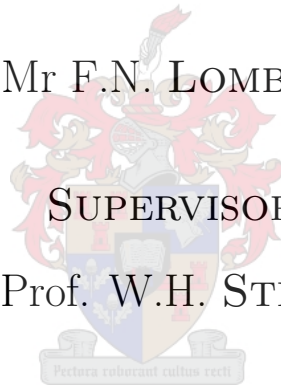 Mr F.N. LOMB
SUPERVISOR
Prof. W.H. ST
Pectora roborant cultus recti